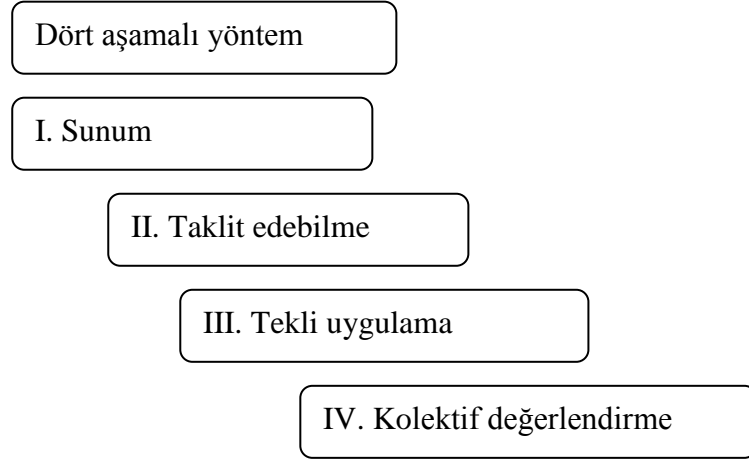 Dört aşamalı yöntem
I. Sunum
II. Taklit edebilme
III. Tekli uygulama
IV. Kolektif değerlendirme